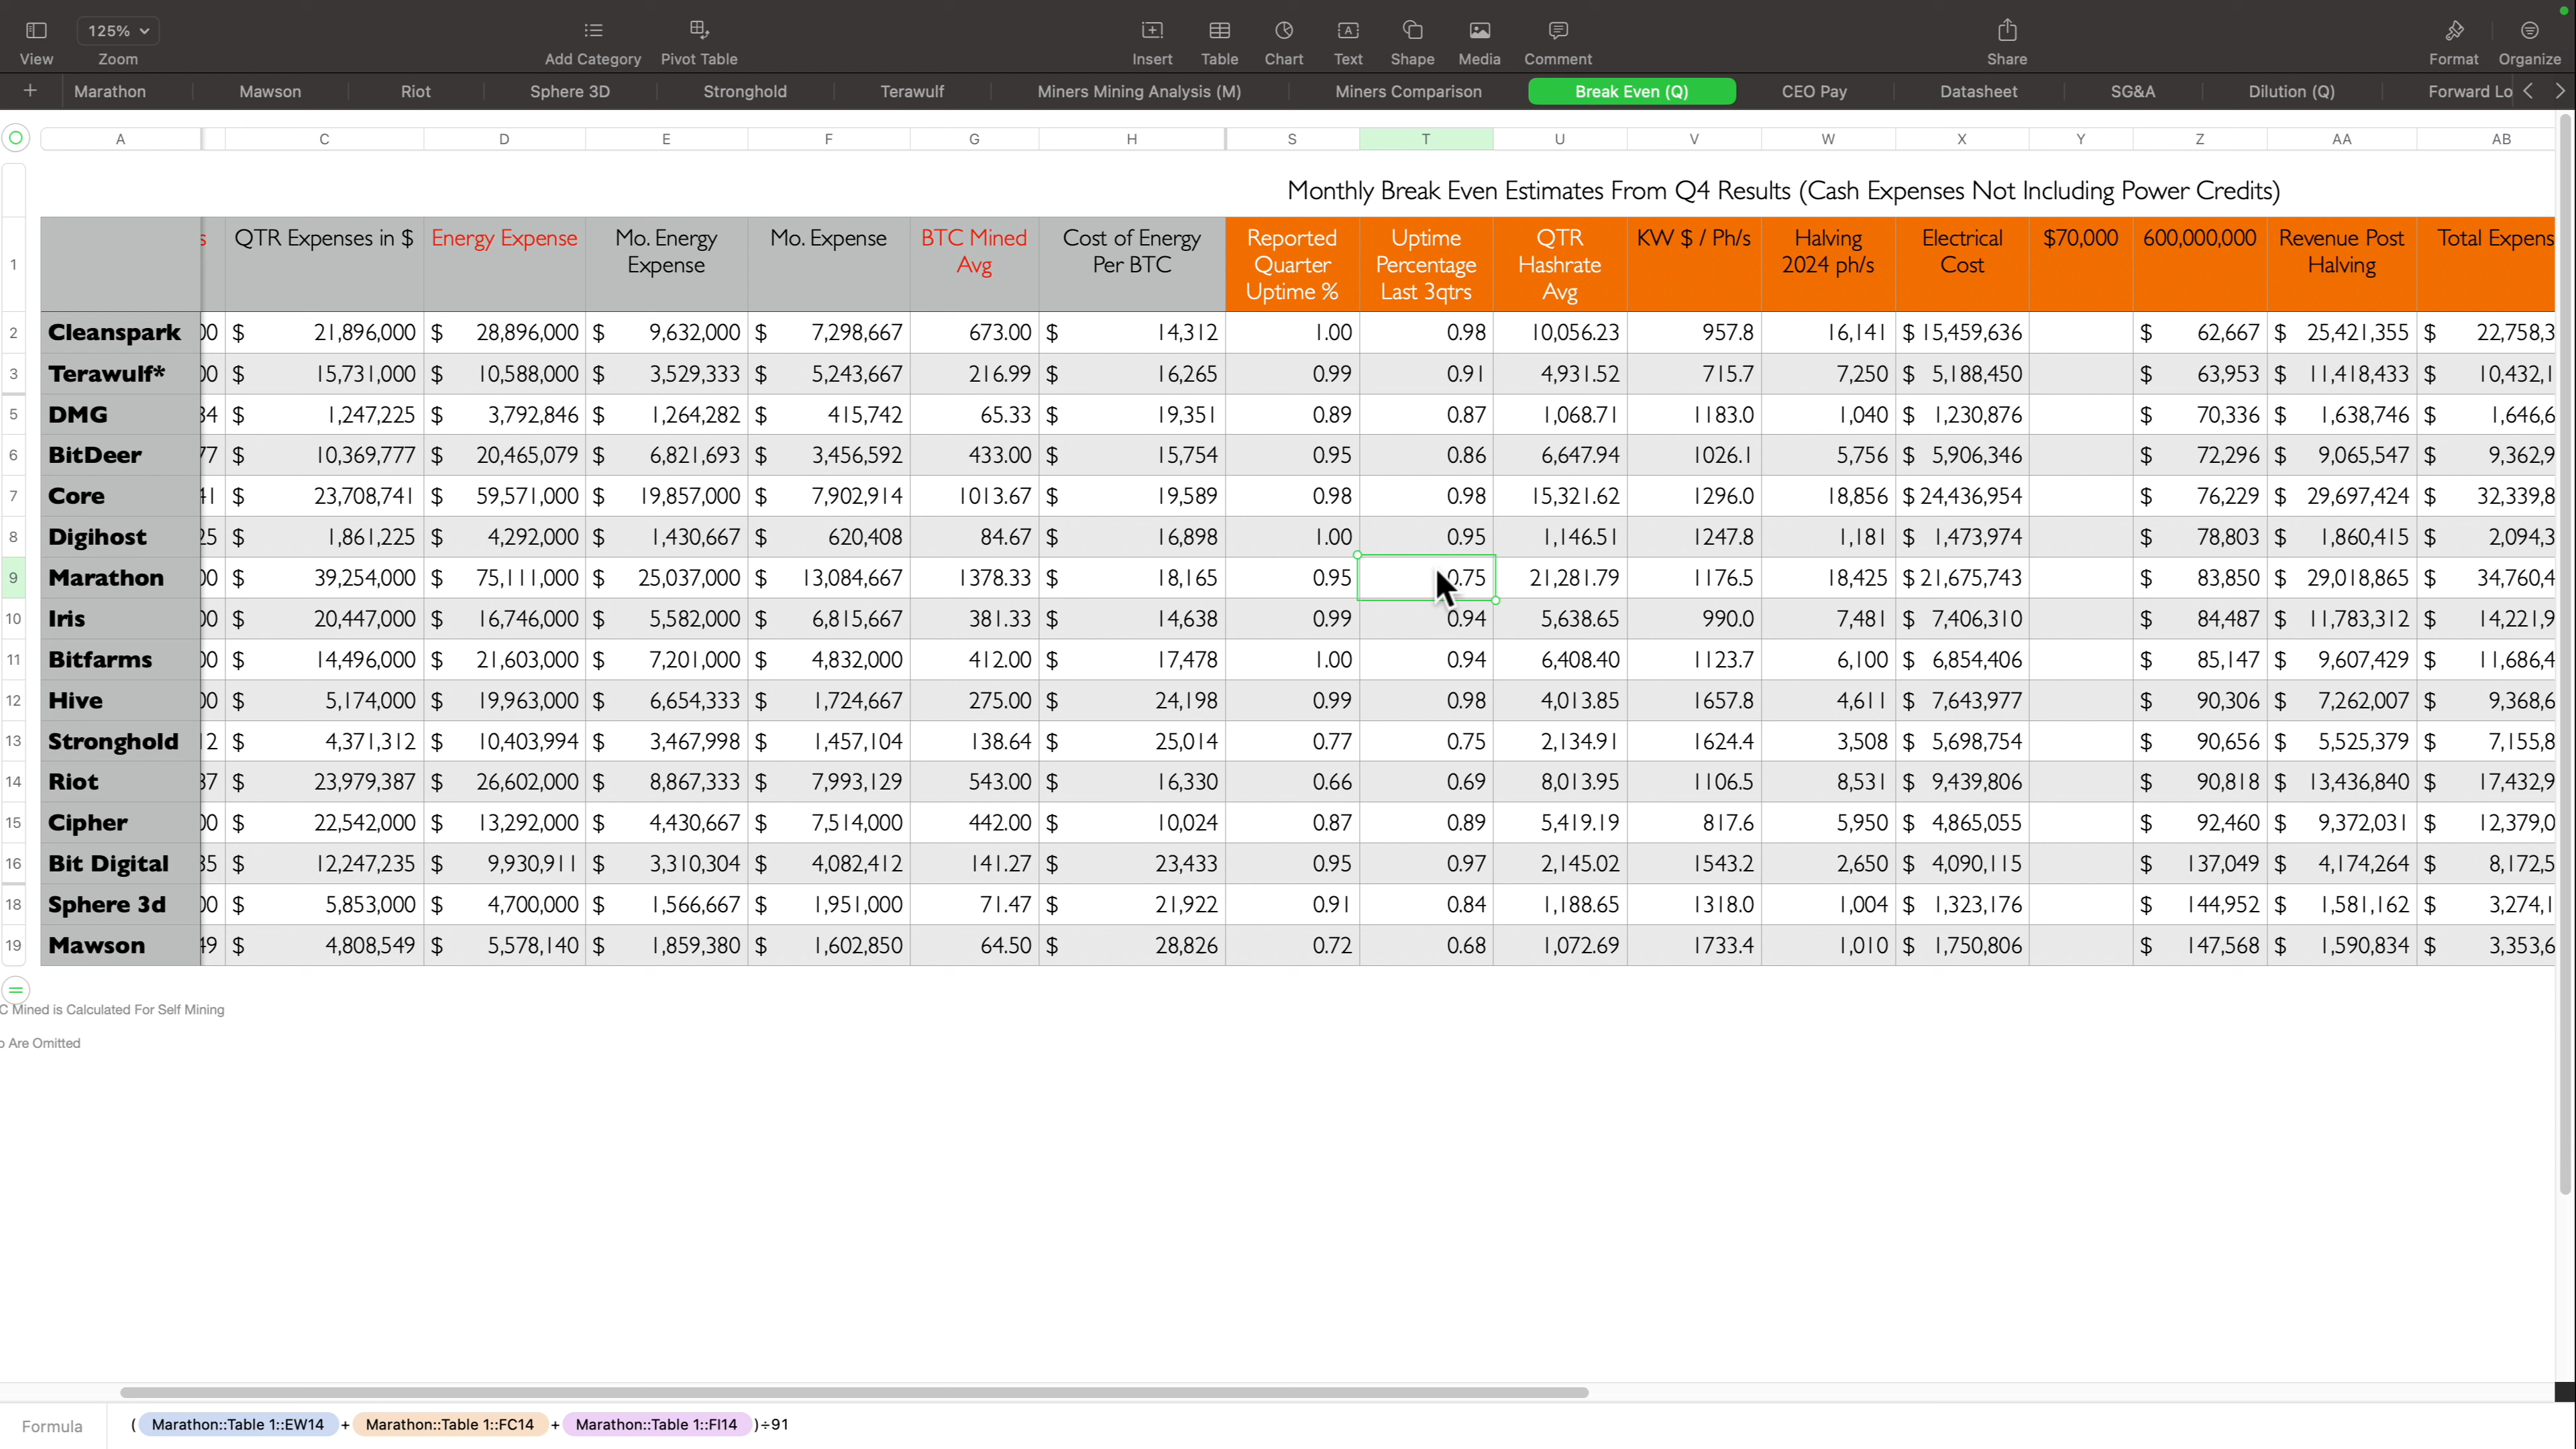 125%
View Zoom Add Category Pivot Table Insert Table Chart Text Shape Media Comment Share Format Organize
Marathon Mawson Riot Sphere 3D Stronghold Terawulf Miners Mining Analysis (M) Miners Comparison Break Even (Q) CEO Pay Datasheet SG&A Dilution (Q) Forward Lo
A C D E F G H S T U V W X Y Z AA AB
Monthly Break Even Estimates From Q4 Results (Cash Expenses Not Including Power Credits)
1 s QTR Expenses in $ Energy Expense Mo. Energy Expense Mo. Expense BTC Mined Avg Cost of Energy Per BTC Reported Quarter Uptime % Uptime Percentage Last 3qtrs QTR Hashrate Avg KW $ / Ph/s Halving 2024 ph/s Electrical Cost $70,000 600,000,000 Revenue Post Halving Total Expens
2 Cleanspark 00 $ 21,896,000 $ 28,896,000 $ 9,632,000 $ 7,298,667 673.00 $ 14,312 1.00 0.98 10,056.23 957.8 16,141 $ 15,459,636 $ 62,667 $ 25,421,355 $ 22,758,3
3 Terawulf* 00 $ 15,731,000 $ 10,588,000 $ 3,529,333 $ 5,243,667 216.99 $ 16,265 0.99 0.91 4,931.52 715.7 7,250 $ 5,188,450 $ 63,953 $ 11,418,433 $ 10,432,1
5 DMG 34 $ 1,247,225 $ 3,792,846 $ 1,264,282 $ 415,742 65.33 $ 19,351 0.89 0.87 1,068.71 1183.0 1,040 $ 1,230,876 $ 70,336 $ 1,638,746 $ 1,646,6
6 BitDeer 77 $ 10,369,777 $ 20,465,079 $ 6,821,693 $ 3,456,592 433.00 $ 15,754 0.95 0.86 6,647.94 1026.1 5,756 $ 5,906,346 $ 72,296 $ 9,065,547 $ 9,362,9
7 Core 41 $ 23,708,741 $ 59,571,000 $ 19,857,000 $ 7,902,914 1013.67 $ 19,589 0.98 0.98 15,321.62 1296.0 18,856 $ 24,436,954 $ 76,229 $ 29,697,424 $ 32,339,8
8 Digihost 25 $ 1,861,225 $ 4,292,000 $ 1,430,667 $ 620,408 84.67 $ 16,898 1.00 0.95 1,146.51 1247.8 1,181 $ 1,473,974 $ 78,803 $ 1,860,415 $ 2,094,3
9 Marathon 00 $ 39,254,000 $ 75,111,000 $ 25,037,000 $ 13,084,667 1378.33 $ 18,165 0.95 0.75 21,281.79 1176.5 18,425 $ 21,675,743 $ 83,850 $ 29,018,865 $ 34,760,4
10 Iris 00 $ 20,447,000 $ 16,746,000 $ 5,582,000 $ 6,815,667 381.33 $ 14,638 0.99 0.94 5,638.65 990.0 7,481 $ 7,406,310 $ 84,487 $ 11,783,312 $ 14,221,9
11 Bitfarms 00 $ 14,496,000 $ 21,603,000 $ 7,201,000 $ 4,832,000 412.00 $ 17,478 1.00 0.94 6,408.40 1123.7 6,100 $ 6,854,406 $ 85,147 $ 9,607,429 $ 11,686,4
12 Hive 00 $ 5,174,000 $ 19,963,000 $ 6,654,333 $ 1,724,667 275.00 $ 24,198 0.99 0.98 4,013.85 1657.8 4,611 $ 7,643,977 $ 90,306 $ 7,262,007 $ 9,368,6
13 Stronghold 12 $ 4,371,312 $ 10,403,994 $ 3,467,998 $ 1,457,104 138.64 $ 25,014 0.77 0.75 2,134.91 1624.4 3,508 $ 5,698,754 $ 90,656 $ 5,525,379 $ 7,155,8
14 Riot 37 $ 23,979,387 $ 26,602,000 $ 8,867,333 $ 7,993,129 543.00 $ 16,330 0.66 0.69 8,013.95 1106.5 8,531 $ 9,439,806 $ 90,818 $ 13,436,840 $ 17,432,9
15 Cipher 00 $ 22,542,000 $ 13,292,000 $ 4,430,667 $ 7,514,000 442.00 $ 10,024 0.87 0.89 5,419.19 817.6 5,950 $ 4,865,055 $ 92,460 $ 9,372,031 $ 12,379,0
16 Bit Digital 35 $ 12,247,235 $ 9,930,911 $ 3,310,304 $ 4,082,412 141.27 $ 23,433 0.95 0.97 2,145.02 1543.2 2,650 $ 4,090,115 $ 137,049 $ 4,174,264 $ 8,172,5
18 Sphere 3d 00 $ 5,853,000 $ 4,700,000 $ 1,566,667 $ 1,951,000 71.47 $ 21,922 0.91 0.84 1,188.65 1318.0 1,004 $ 1,323,176 $ 144,952 $ 1,581,162 $ 3,274,1
19 Mawson 49 $ 4,808,549 $ 5,578,140 $ 1,859,380 $ 1,602,850 64.50 $ 28,826 0.72 0.68 1,072.69 1733.4 1,010 $ 1,750,806 $ 147,568 $ 1,590,834 $ 3,353,6
C Mined is Calculated For Self Mining
o Are Omitted
Formula (Marathon::Table 1::EW14 + Marathon::Table 1::FC14 + Marathon::Table 1::FI14)÷91